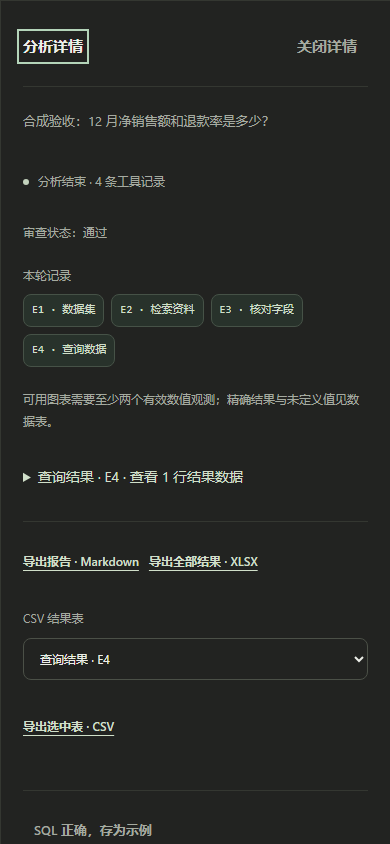 分析详情
关闭详情
合成验收：12 月净销售额和退款率是多少？
分析结束 · 4 条工具记录
审查状态：通过
本轮记录
E1 · 数据集
E2 · 检索资料
E3 · 核对字段
E4 · 查询数据
可用图表需要至少两个有效数值观测；精确结果与未定义值见数
据表。
查询结果 · E4 · 查看 1 行结果数据
导出报告 · Markdown
导出全部结果 · XLSX
CSV 结果表
查询结果 · E4
导出选中表 · CSV
SQL 正确，存为示例